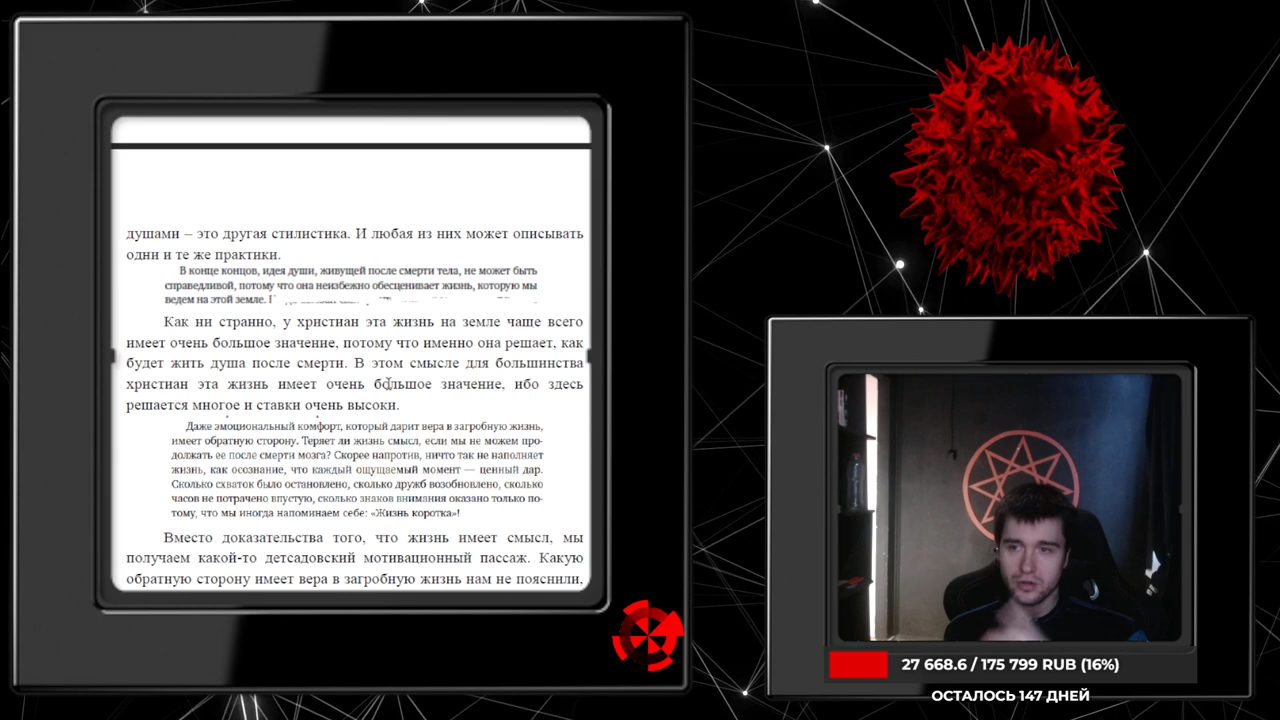 душами – это другая стилистика. И любая из них может описывать
одни и те же практики.
В конце концов, идея души, живущей после смерти тела, не может быть
справедливой, потому что она неизбежно обесценивает жизнь, которую мы
ведем на этой земле.
Как ни странно, у христиан эта жизнь на земле чаще всего
имеет очень большое значение, потому что именно она решает, как
будет жить душа после смерти. В этом смысле для большинства
христиан эта жизнь имеет очень большое значение, ибо здесь
решается многое и ставки очень высоки.
Даже эмоциональный комфорт, который дарит вера в загробную жизнь,
имеет обратную сторону. Теряет ли жизнь смысл, если мы не можем про-
должать ее после смерти мозга? Скорее напротив, ничто так не наполняет
жизнь, как осознание, что каждый ощущаемый момент — ценный дар.
Сколько схваток было остановлено, сколько дружб возобновлено, сколько
часов не потрачено впустую, сколько знаков внимания оказано только по-
тому, что мы иногда напоминаем себе: «Жизнь коротка»!
Вместо доказательства того, что жизнь имеет смысл, мы
получаем какой-то детсадовский мотивационный пассаж. Какую
обратную сторону имеет вера в загробную жизнь нам не пояснили,
27 668.6 / 175 799 RUB (16%)
ОСТАЛОСЬ 147 ДНЕЙ